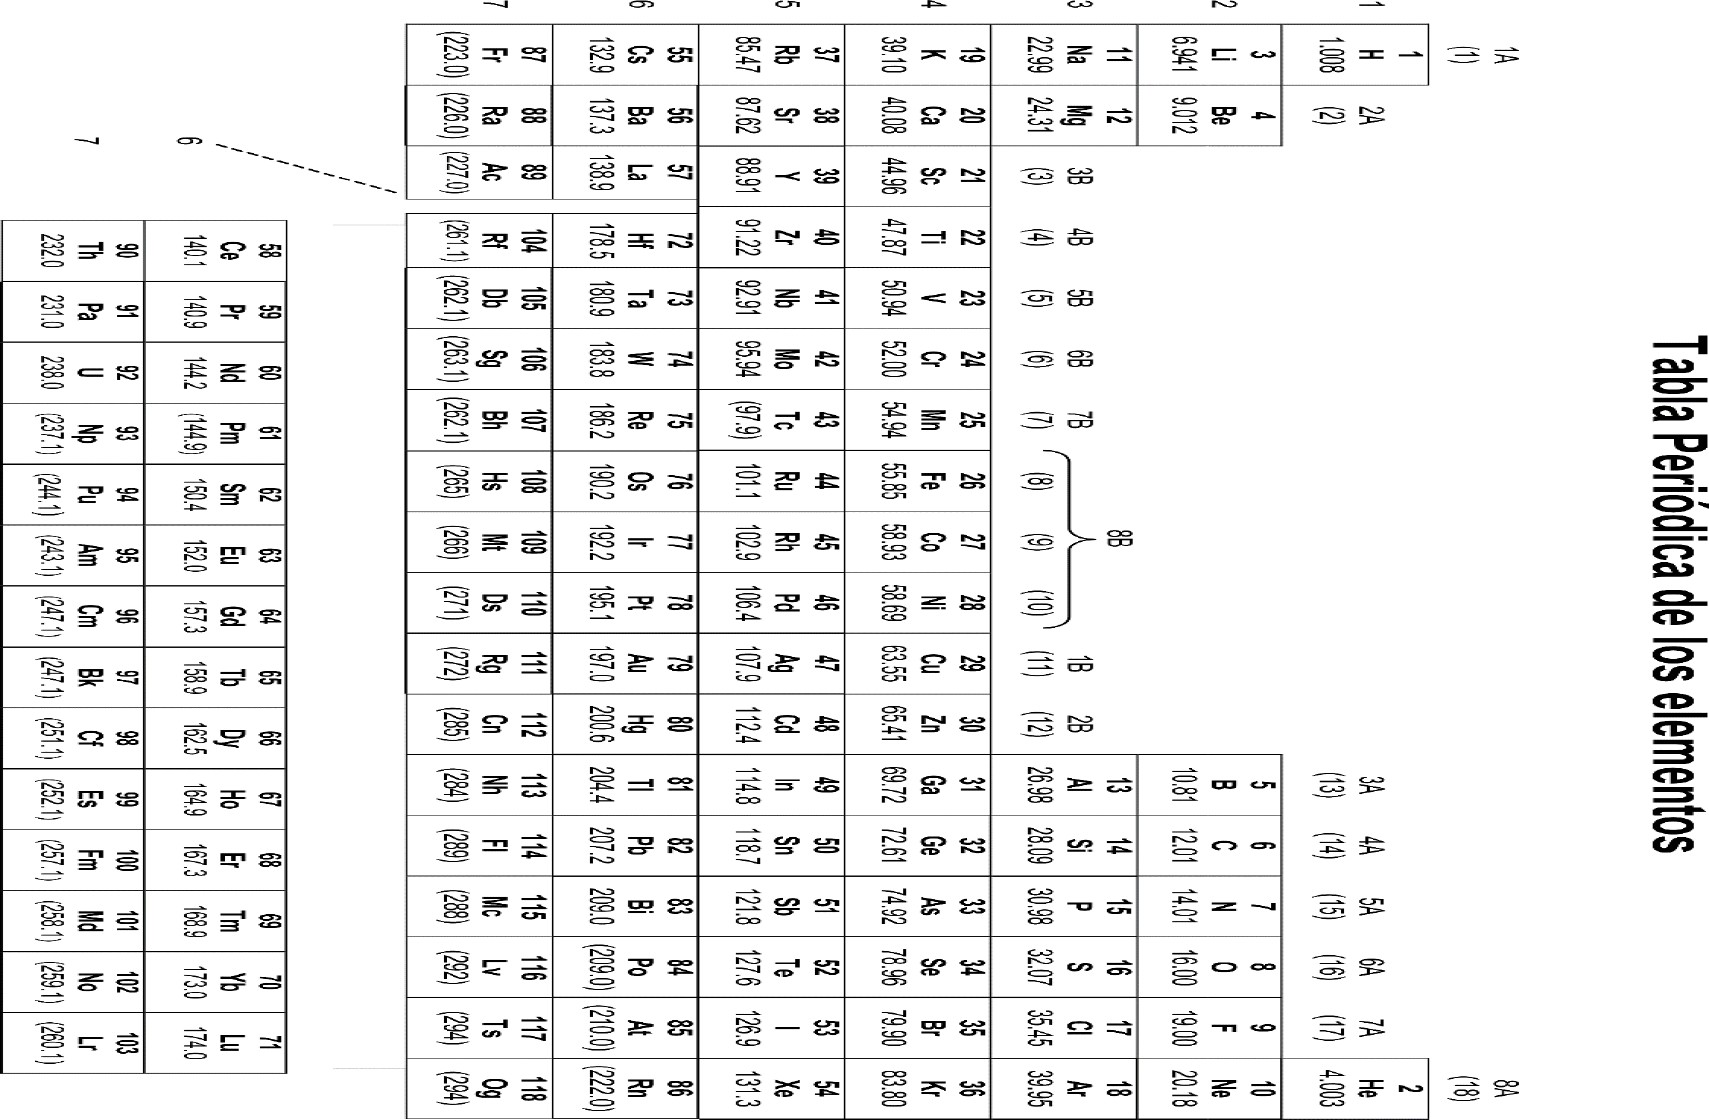 Tabla Periódica de los elementos
1A 8A
(1) (18)
1 2A 3A 4A 5A 6A 7A 2
1 H (2) (13) (14) (15) (16) (17) He
1.008 4.003
3 4 5 6 7 8 9 10
2 Li Be B C N O F Ne
6.941 9.012 10.81 12.01 14.01 16.00 19.00 20.18
8B
11 12 3B 4B 5B 6B 7B 1B 2B 13 14 15 16 17 18
3 Na Mg (3) (4) (5) (6) (7) (8) (9) (10) (11) (12) Al Si P S Cl Ar
22.99 24.31 26.98 28.09 30.98 32.07 35.45 39.95
19 20 21 22 23 24 25 26 27 28 29 30 31 32 33 34 35 36
4 K Ca Sc Ti V Cr Mn Fe Co Ni Cu Zn Ga Ge As Se Br Kr
39.10 40.08 44.96 47.87 50.94 52.00 54.94 55.85 58.93 58.69 63.55 65.41 69.72 72.61 74.92 78.96 79.90 83.80
37 38 39 40 41 42 43 44 45 46 47 48 49 50 51 52 53 54
5 Rb Sr Y Zr Nb Mo Tc Ru Rh Pd Ag Cd In Sn Sb Te I Xe
85.47 87.62 88.91 91.22 92.91 95.94 (97.9) 101.1 102.9 106.4 107.9 112.4 114.8 118.7 121.8 127.6 126.9 131.3
55 56 57 72 73 74 75 76 77 78 79 80 81 82 83 84 85 86
6 Cs Ba La Hf Ta W Re Os Ir Pt Au Hg Tl Pb Bi Po At Rn
132.9 137.3 138.9 178.5 180.9 183.8 186.2 190.2 192.2 195.1 197.0 200.6 204.4 207.2 209.0 (209.0) (210.0) (222.0)
87 88 89 104 105 106 107 108 109 110 111 112 113 114 115 116 117 118
7 Fr Ra Ac Rf Db Sg Bh Hs Mt Ds Rg Cn Nh Fl Mc Lv Ts Og
(223.0) (226.0) (227.0) (261.1) (262.1) (263.1) (262.1) (265) (266) (271) (272) (285) (284) (289) (288) (292) (294) (294)
58 59 60 61 62 63 64 65 66 67 68 69 70 71
6 Ce Pr Nd Pm Sm Eu Gd Tb Dy Ho Er Tm Yb Lu
140.1 140.9 144.2 (144.9) 150.4 152.0 157.3 158.9 162.5 164.9 167.3 168.9 173.0 174.0
90 91 92 93 94 95 96 97 98 99 100 101 102 103
7 Th Pa U Np Pu Am Cm Bk Cf Es Fm Md No Lr
232.0 231.0 238.0 (237.1) (244.1) (243.1) (247.1) (247.1) (251.1) (252.1) (257.1) (258.1) (259.1) (260.1)